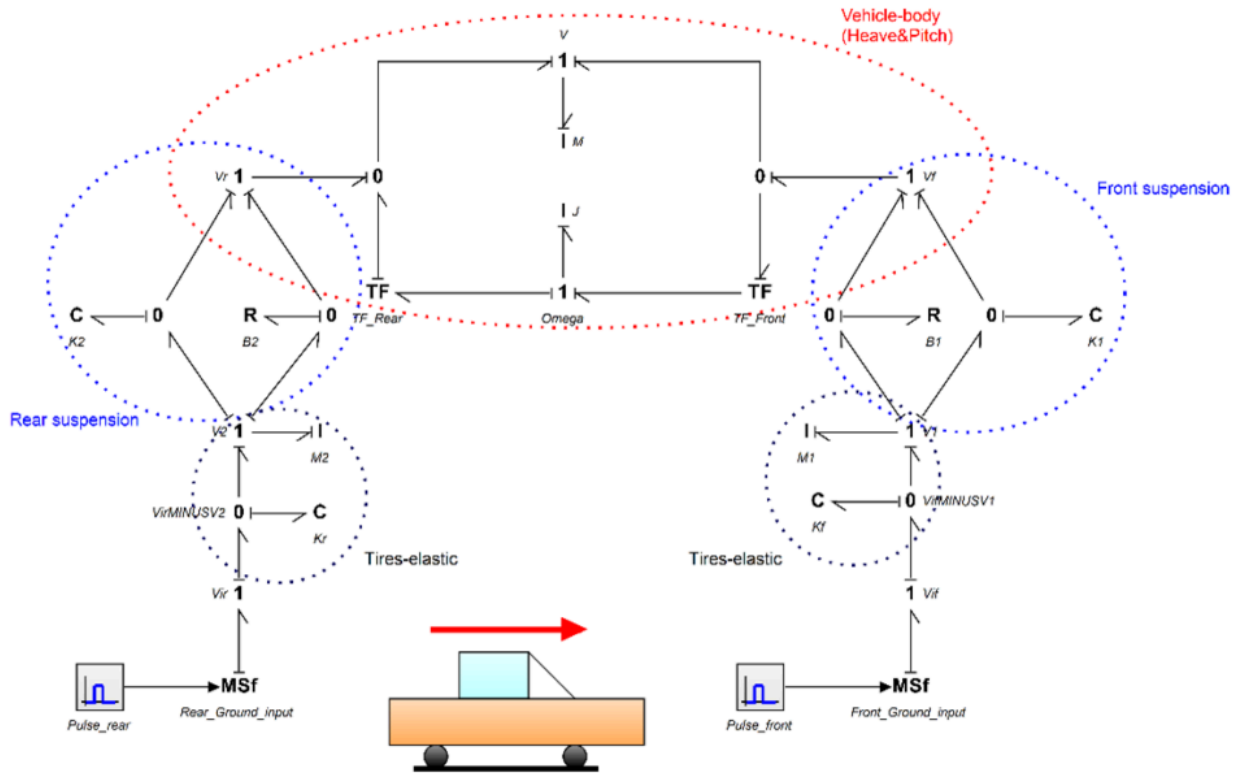 Vehicle-body
(Heave&Pitch)
V
1
I M
Vr 1
0
0
1 Vf
Front suspension
I J
TF
TF_Rear
1
Omega
TF
TF_Front
C
K2
0
R
B2
0
0
R
B1
0
C
K1
Rear suspension
V2 1
I
M2
I
M1
1 V1
VirMINUSV2 0
C
Kr
C
Kf
0 VifMINUSV1
Tires-elastic
Tires-elastic
Vir 1
1 Vif
Pulse_rear
MSf
Rear_Ground_input
Pulse_front
MSf
Front_Ground_input